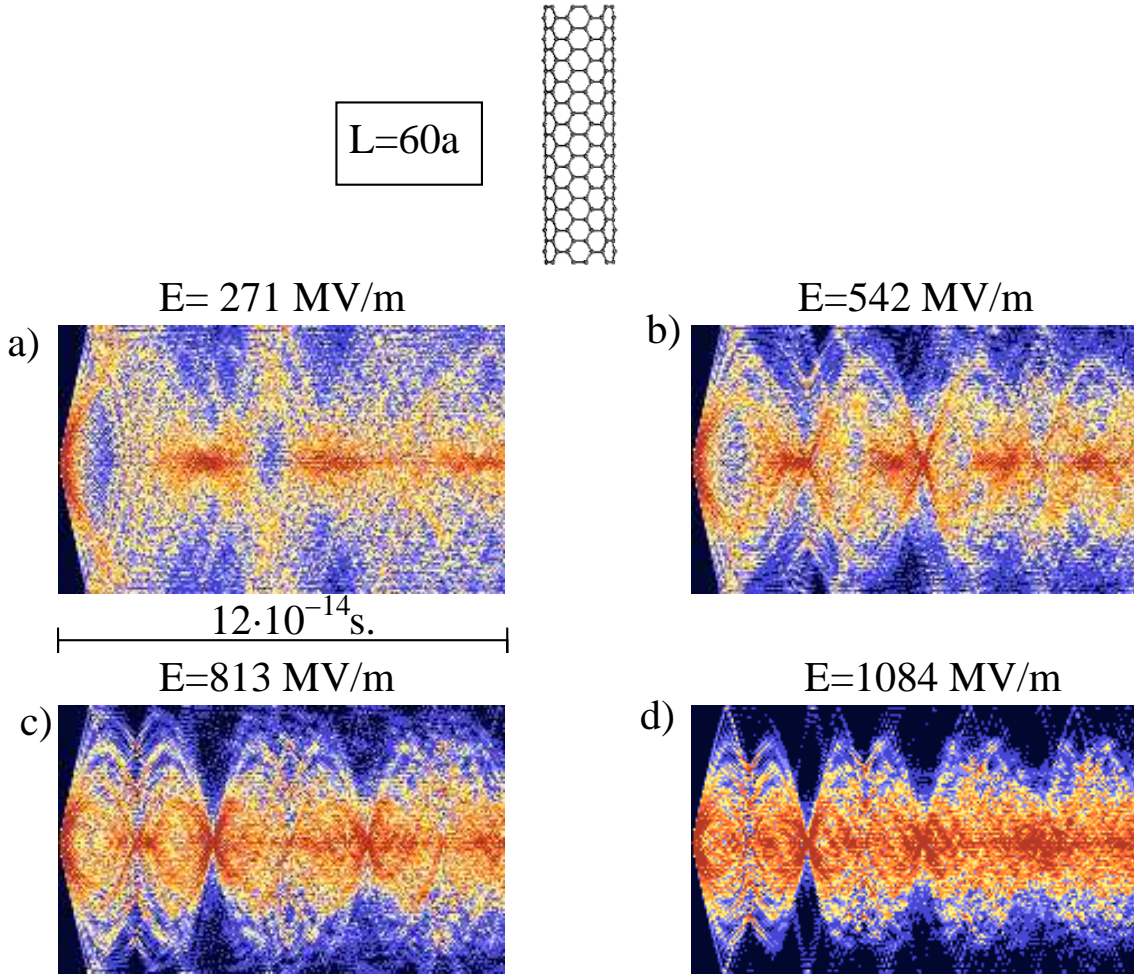 L=60a
E= 271 MV/m
E=542 MV/m
a)
b)
12·10⁻¹⁴s.
E=813 MV/m
E=1084 MV/m
c)
d)